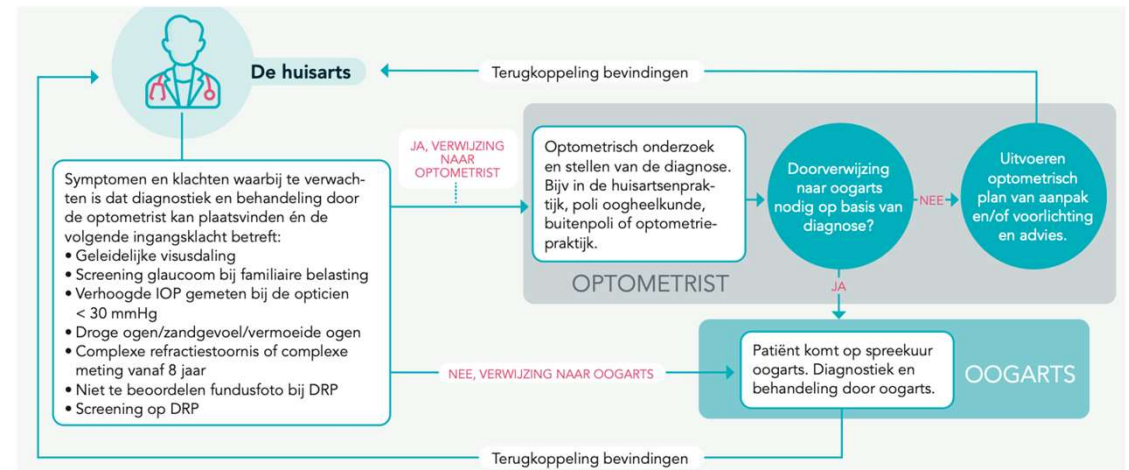 De huisarts
Terugkoppeling bevindingen
Symptomen en klachten waarbij te verwach-
ten is dat diagnostiek en behandeling door
de optometrist kan plaatsvinden én de
volgende ingangsklacht betreft:
• Geleidelijke visusdaling
• Screening glaucoom bij familiaire belasting
• Verhoogde IOP gemeten bij de opticien
< 30 mmHg
• Droge ogen/zandgevoel/vermoeide ogen
• Complexe refractiestoornis of complexe
meting vanaf 8 jaar
• Niet te beoordelen fundusfoto bij DRP
• Screening op DRP
JA, VERWIJZING
NAAR
OPTOMETRIST
Optometrisch onderzoek
en stellen van de diagnose.
Bijv in de huisartsenprak-
tijk, poli oogheelkunde,
buitenpoli of optometrie-
praktijk.
Doorverwijzing
naar oogarts
nodig op basis van
diagnose?
NEE
Uitvoeren
optometrisch
plan van aanpak
en/of voorlichting
en advies.
OPTOMETRIST
JA
NEE, VERWIJZING NAAR OOGARTS
Patiënt komt op spreekuur
oogarts. Diagnostiek en
behandeling door oogarts.
OOGARTS
Terugkoppeling bevindingen